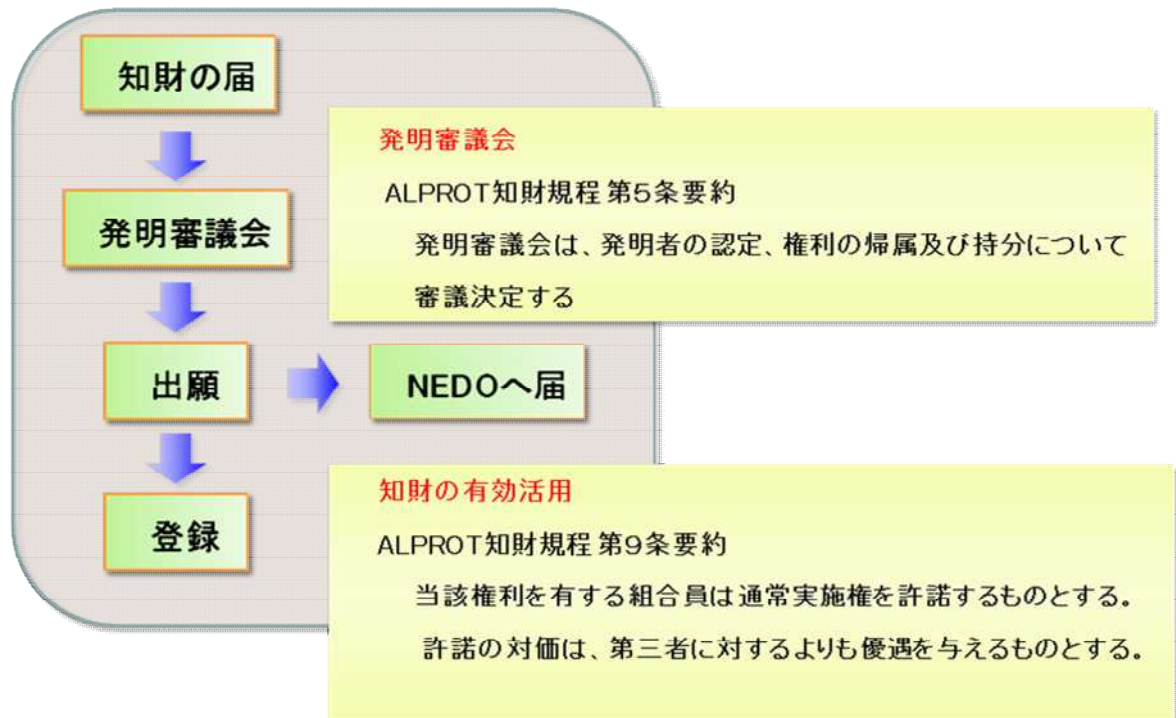 知財の届
発明審議会
出願
NEDOへ届
登録
発明審議会
ALPROT知財規程 第5条要約
発明審議会は、発明者の認定、権利の帰属及び持分について
審議決定する
知財の有効活用
ALPROT知財規程 第9条要約
当該権利を有する組合員は通常実施権を許諾するものとする。
許諾の対価は、第三者に対するよりも優遇を与えるものとする。